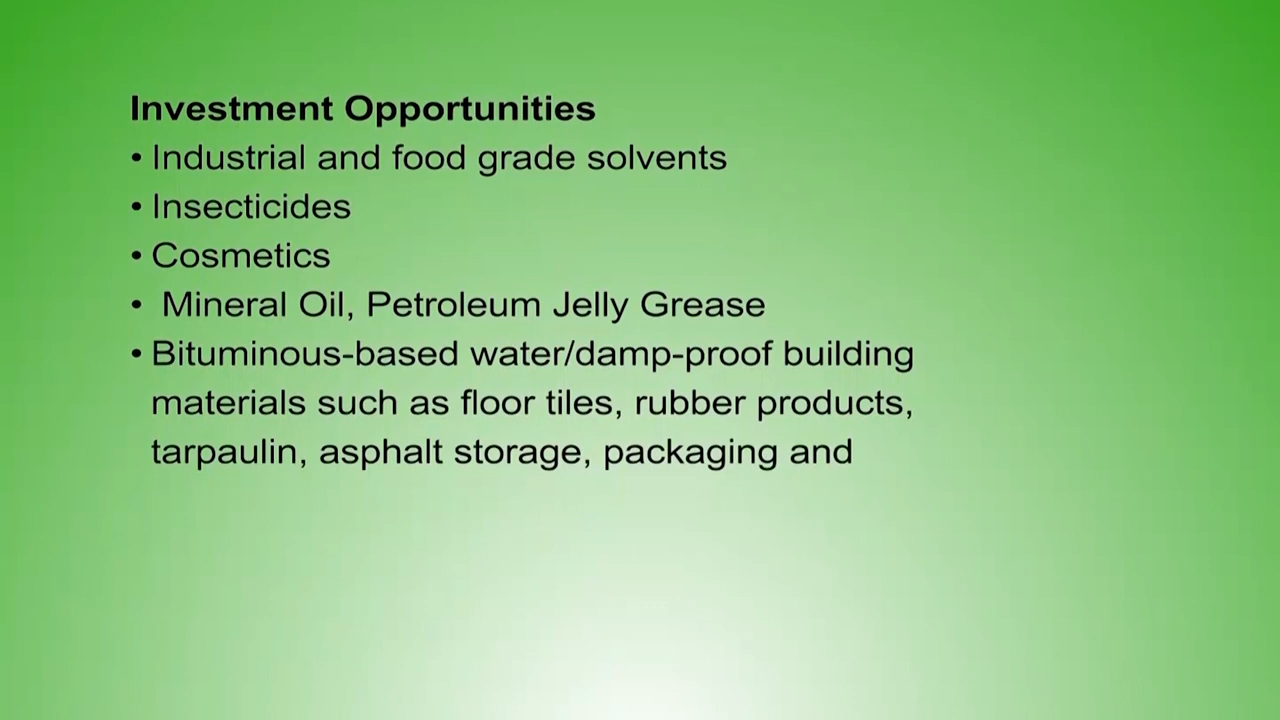 Investment Opportunities
• Industrial and food grade solvents
• Insecticides
• Cosmetics
• Mineral Oil, Petroleum Jelly Grease
• Bituminous-based water/damp-proof building
materials such as floor tiles, rubber products,
tarpaulin, asphalt storage, packaging and